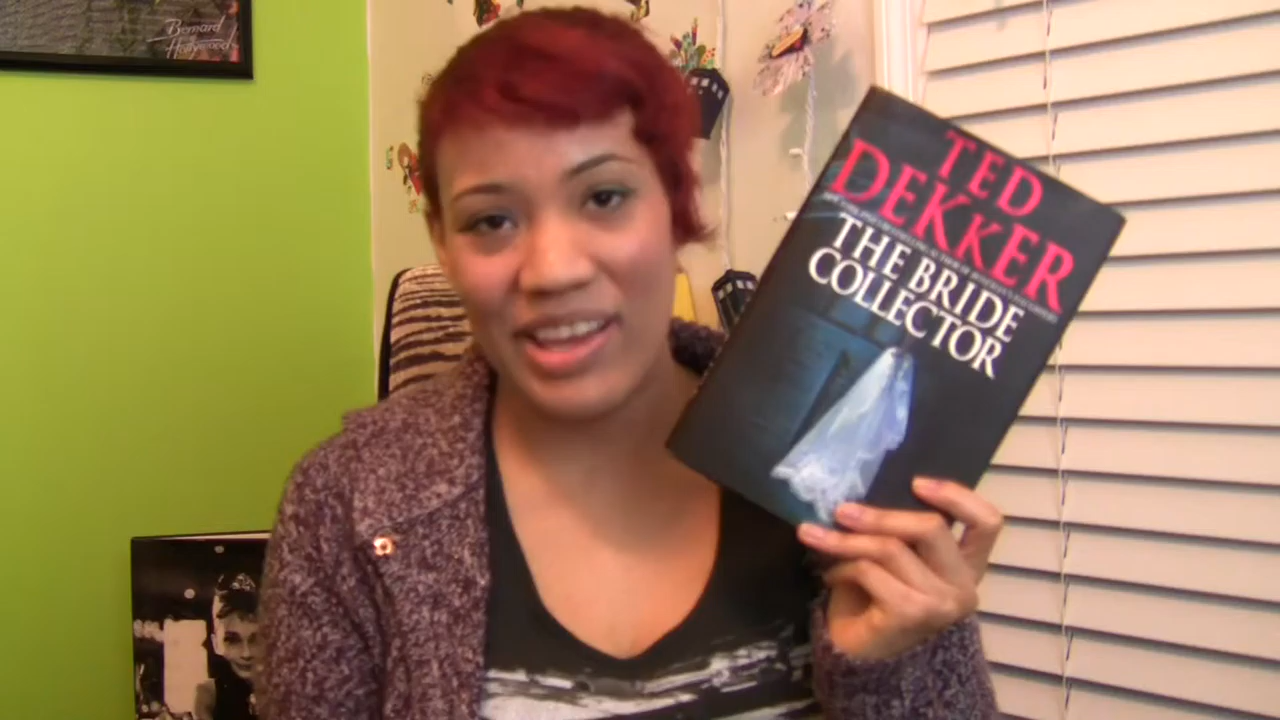 Bernard
Hollywood
TED
DEKKER
THE BRIDE
COLLECTOR